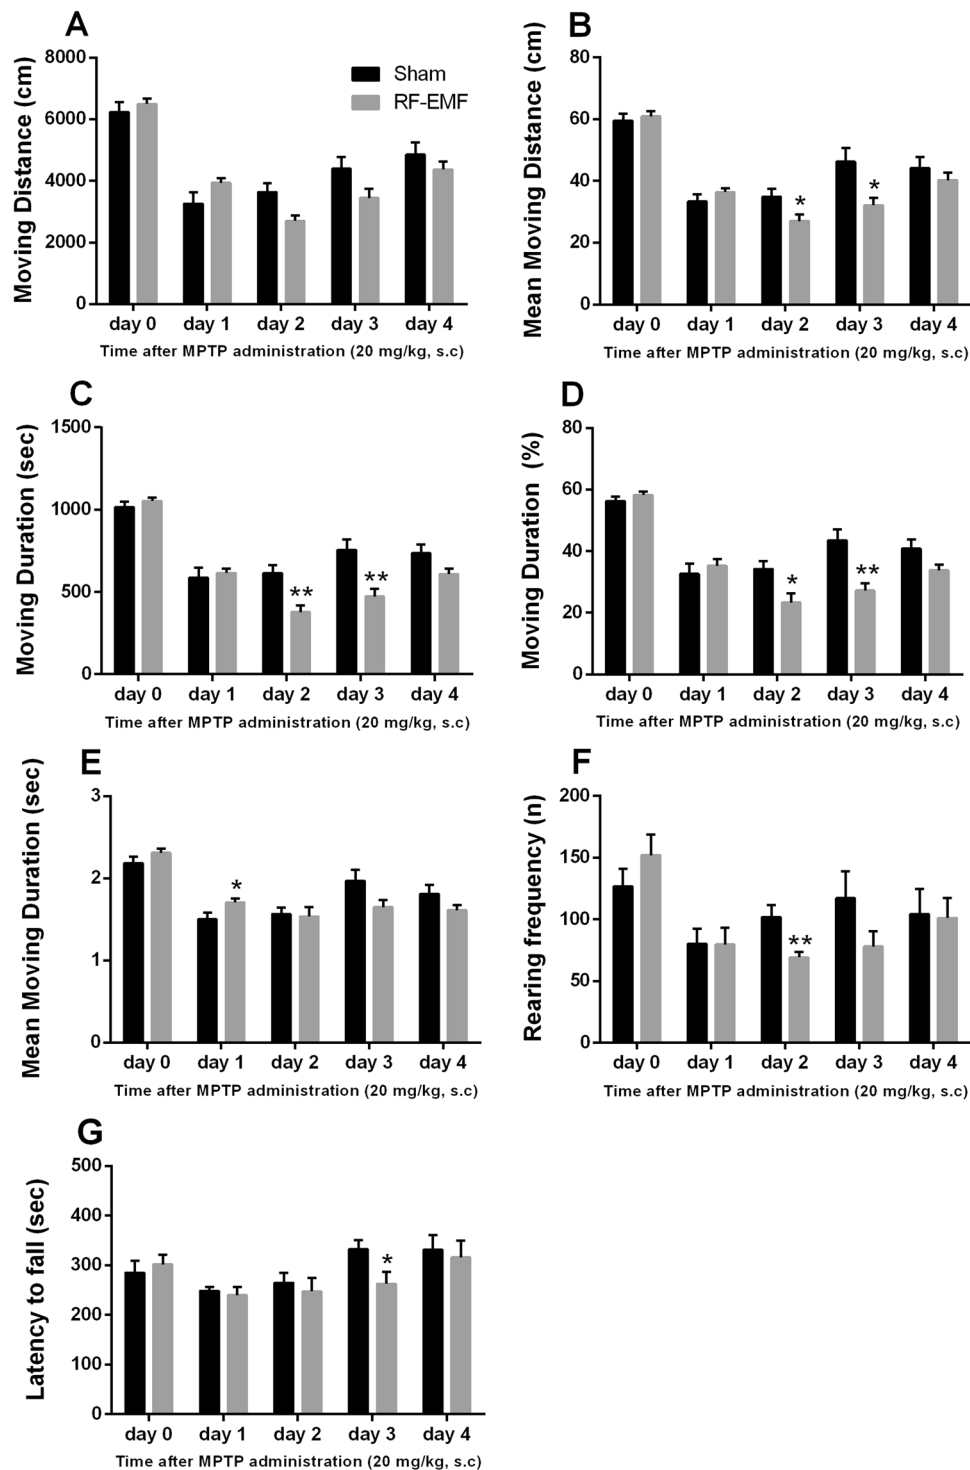 A
Moving Distance (cm)
8000
6000
4000
2000
0
Sham
RF-EMF
day 0 day 1 day 2 day 3 day 4
Time after MPTP administration (20 mg/kg, s.c)
B
Mean Moving Distance (cm)
80
60
40
20
0
* *
day 0 day 1 day 2 day 3 day 4
Time after MPTP administration (20 mg/kg, s.c)
C
Moving Duration (sec)
1500
1000
500
0
** **
day 0 day 1 day 2 day 3 day 4
Time after MPTP administration (20 mg/kg, s.c)
D
Moving Duration (%)
80
60
40
20
0
* **
day 0 day 1 day 2 day 3 day 4
Time after MPTP administration (20 mg/kg, s.c)
E
Mean Moving Duration (sec)
3
2
1
0
*
day 0 day 1 day 2 day 3 day 4
Time after MPTP administration (20 mg/kg, s.c)
F
Rearing frequency (n)
200
150
100
50
0
**
day 0 day 1 day 2 day 3 day 4
Time after MPTP administration (20 mg/kg, s.c)
G
Latency to fall (sec)
500
400
300
200
100
0
*
day 0 day 1 day 2 day 3 day 4
Time after MPTP administration (20 mg/kg, s.c)